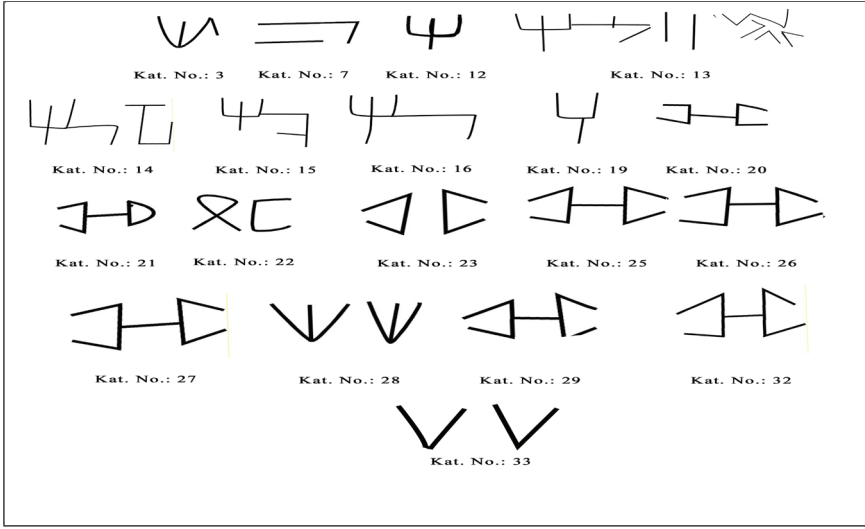 Kat. No.: 3 Kat. No.: 7 Kat. No.: 12 Kat. No.: 13
Kat. No.: 14 Kat. No.: 15 Kat. No.: 16 Kat. No.: 19 Kat. No.: 20
Kat. No.: 21 Kat. No.: 22 Kat. No.: 23 Kat. No.: 25 Kat. No.: 26
Kat. No.: 27 Kat. No.: 28 Kat. No.: 29 Kat. No.: 32
Kat. No.: 33